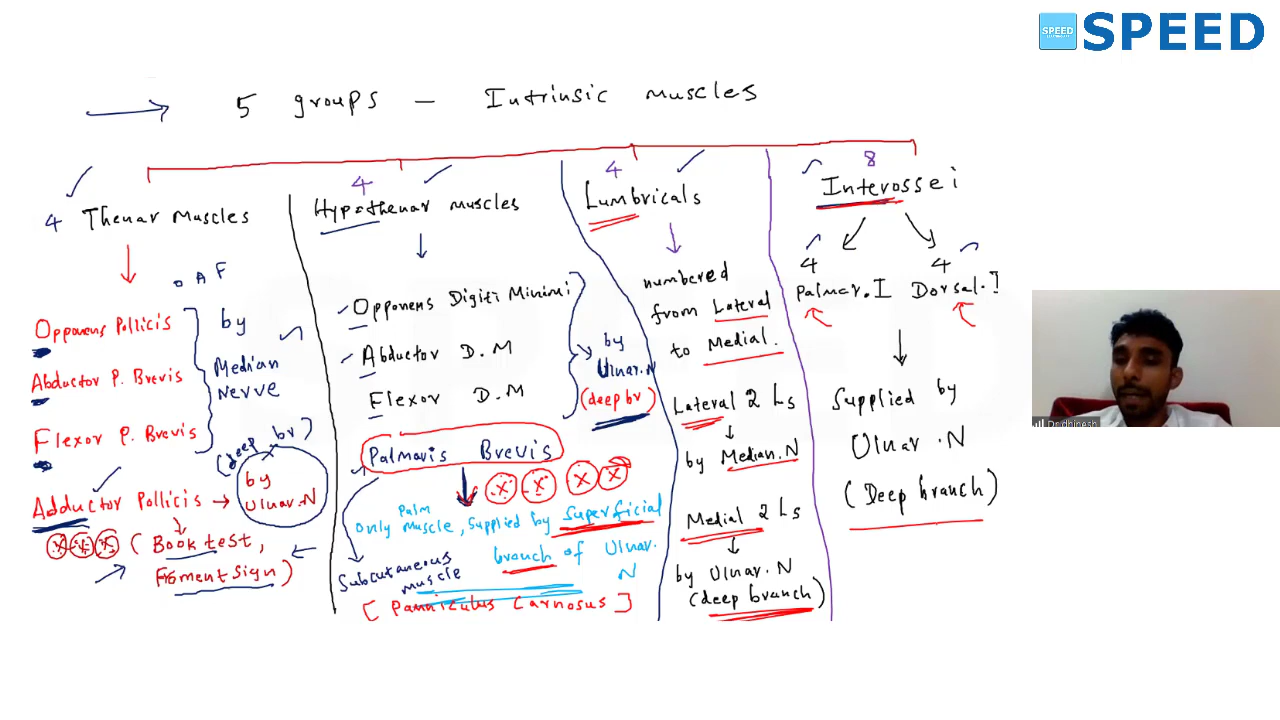 SPEED
SPEED
→ 5 groups — Intrinsic muscles
4 Thenar Muscles
O A F
Opponens Pollicis
Abductor P. Brevis
Flexor P. Brevis
by
Median
Nerve
Adductor Pollicis →
(deep br)
by
Ulnar.N
(Book test,
Froment Sign)
4
Hypothenar muscles
Opponens Digiti Minimi
Abductor D.M
Flexor D.M
by
Ulnar.N
(deep br)
Palmaris Brevis
Palm
Only muscle, supplied by superficial
branch of Ulnar.
N
Subcutaneous
muscle
[Panniculus Carnosus]
4
Lumbricals
numbered
from Lateral
to Medial.
Lateral 2 Ls
by Median.N
Medial 2 Ls
by Ulnar.N
(deep branch)
8
Interossei
4
Palmar.I
4
Dorsal.I
Supplied by
Ulnar.N
(Deep branch)